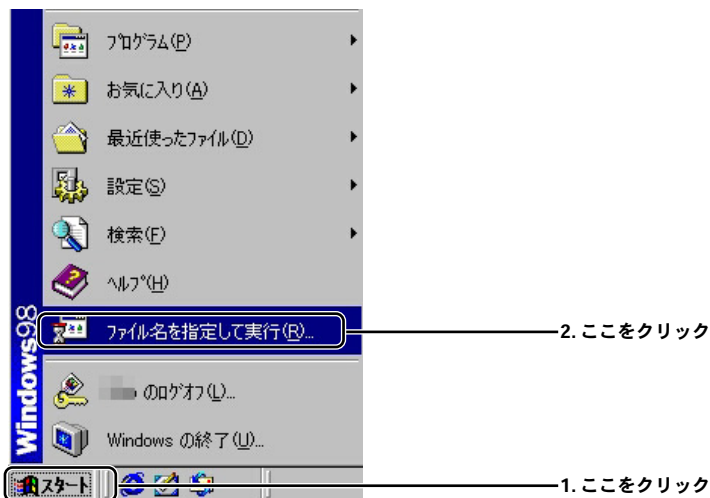 プログラム(P)
お気に入り(A)
最近使ったファイル(D)
設定(S)
検索(F)
ヘルプ(H)
ファイル名を指定して実行(R)...
2. ここをクリック
のログオフ(L)...
Windows の終了(U)...
Windows98
スタート
1. ここをクリック